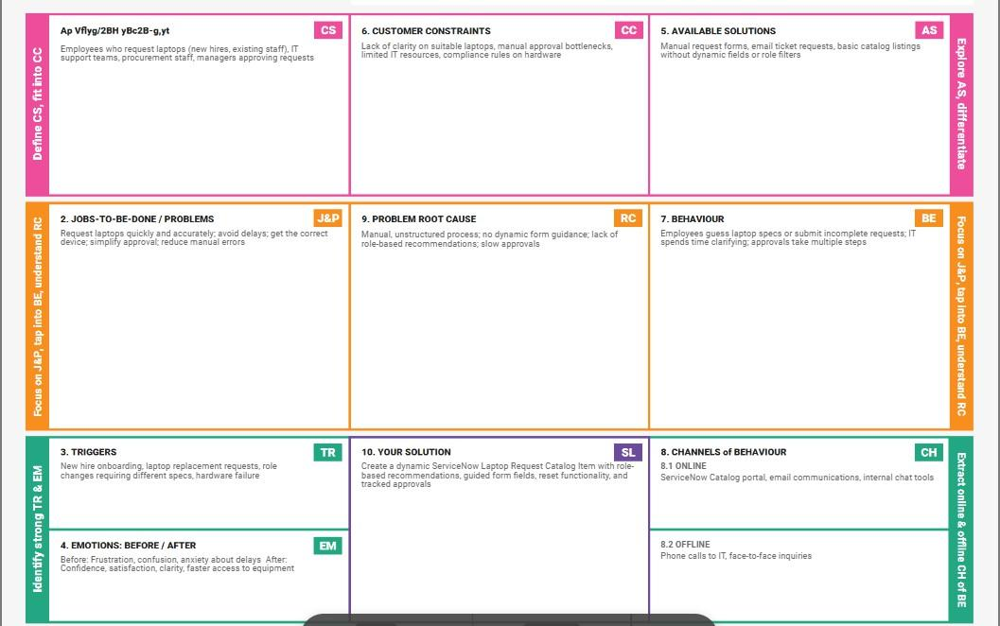 Define CS, fit into CC
Ap Vflyg/2BH yBc2B-g,yt
CS
Employees who request laptops (new hires, existing staff), IT
support teams, procurement staff, managers approving requests
6. CUSTOMER CONSTRAINTS
CC
Lack of clarity on suitable laptops, manual approval bottlenecks,
limited IT resources, compliance rules on hardware
5. AVAILABLE SOLUTIONS
AS
Manual request forms, email ticket requests, basic catalog listings
without dynamic fields or role filters
Explore AS, differentiate
Focus on J&P, tap into BE, understand RC
2. JOBS-TO-BE-DONE / PROBLEMS
J&P
Request laptops quickly and accurately; avoid delays; get the correct
device; simplify approval; reduce manual errors
9. PROBLEM ROOT CAUSE
RC
Manual, unstructured process; no dynamic form guidance; lack of
role-based recommendations; slow approvals
7. BEHAVIOUR
BE
Employees guess laptop specs or submit incomplete requests; IT
spends time clarifying; approvals take multiple steps
Focus on J&P, tap into BE, understand RC
Identify strong TR & EM
3. TRIGGERS
TR
New hire onboarding, laptop replacement requests, role
changes requiring different specs, hardware failure
4. EMOTIONS: BEFORE / AFTER
EM
Before: Frustration, confusion, anxiety about delays After:
Confidence, satisfaction, clarity, faster access to equipment
10. YOUR SOLUTION
SL
Create a dynamic ServiceNow Laptop Request Catalog Item with role-
based recommendations, guided form fields, reset functionality, and
tracked approvals
8. CHANNELS of BEHAVIOUR
CH
8.1 ONLINE
ServiceNow Catalog portal, email communications, internal chat tools
8.2 OFFLINE
Phone calls to IT, face-to-face inquiries
Extract online & offline CH of BE